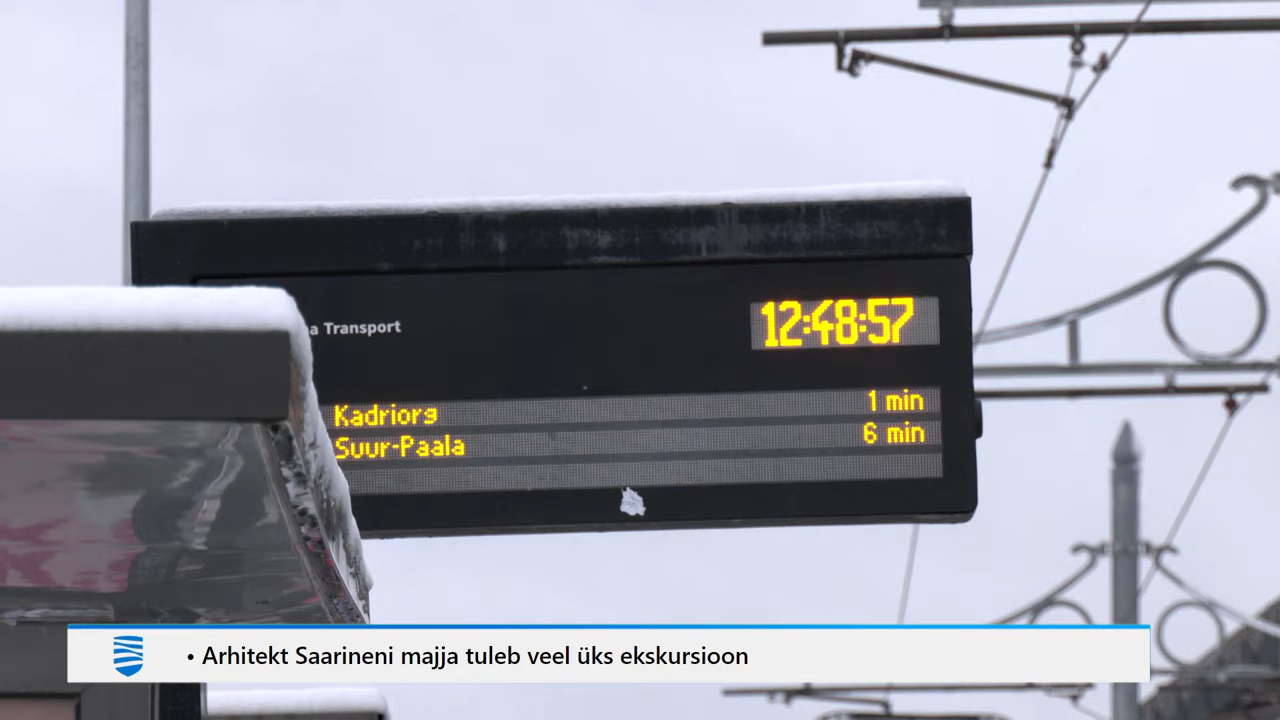 a Transport
12:48:57
Kadriorg 1 min
Suur-Paala 6 min
• Arhitekt Saarineni majja tuleb veel üks ekskursioon